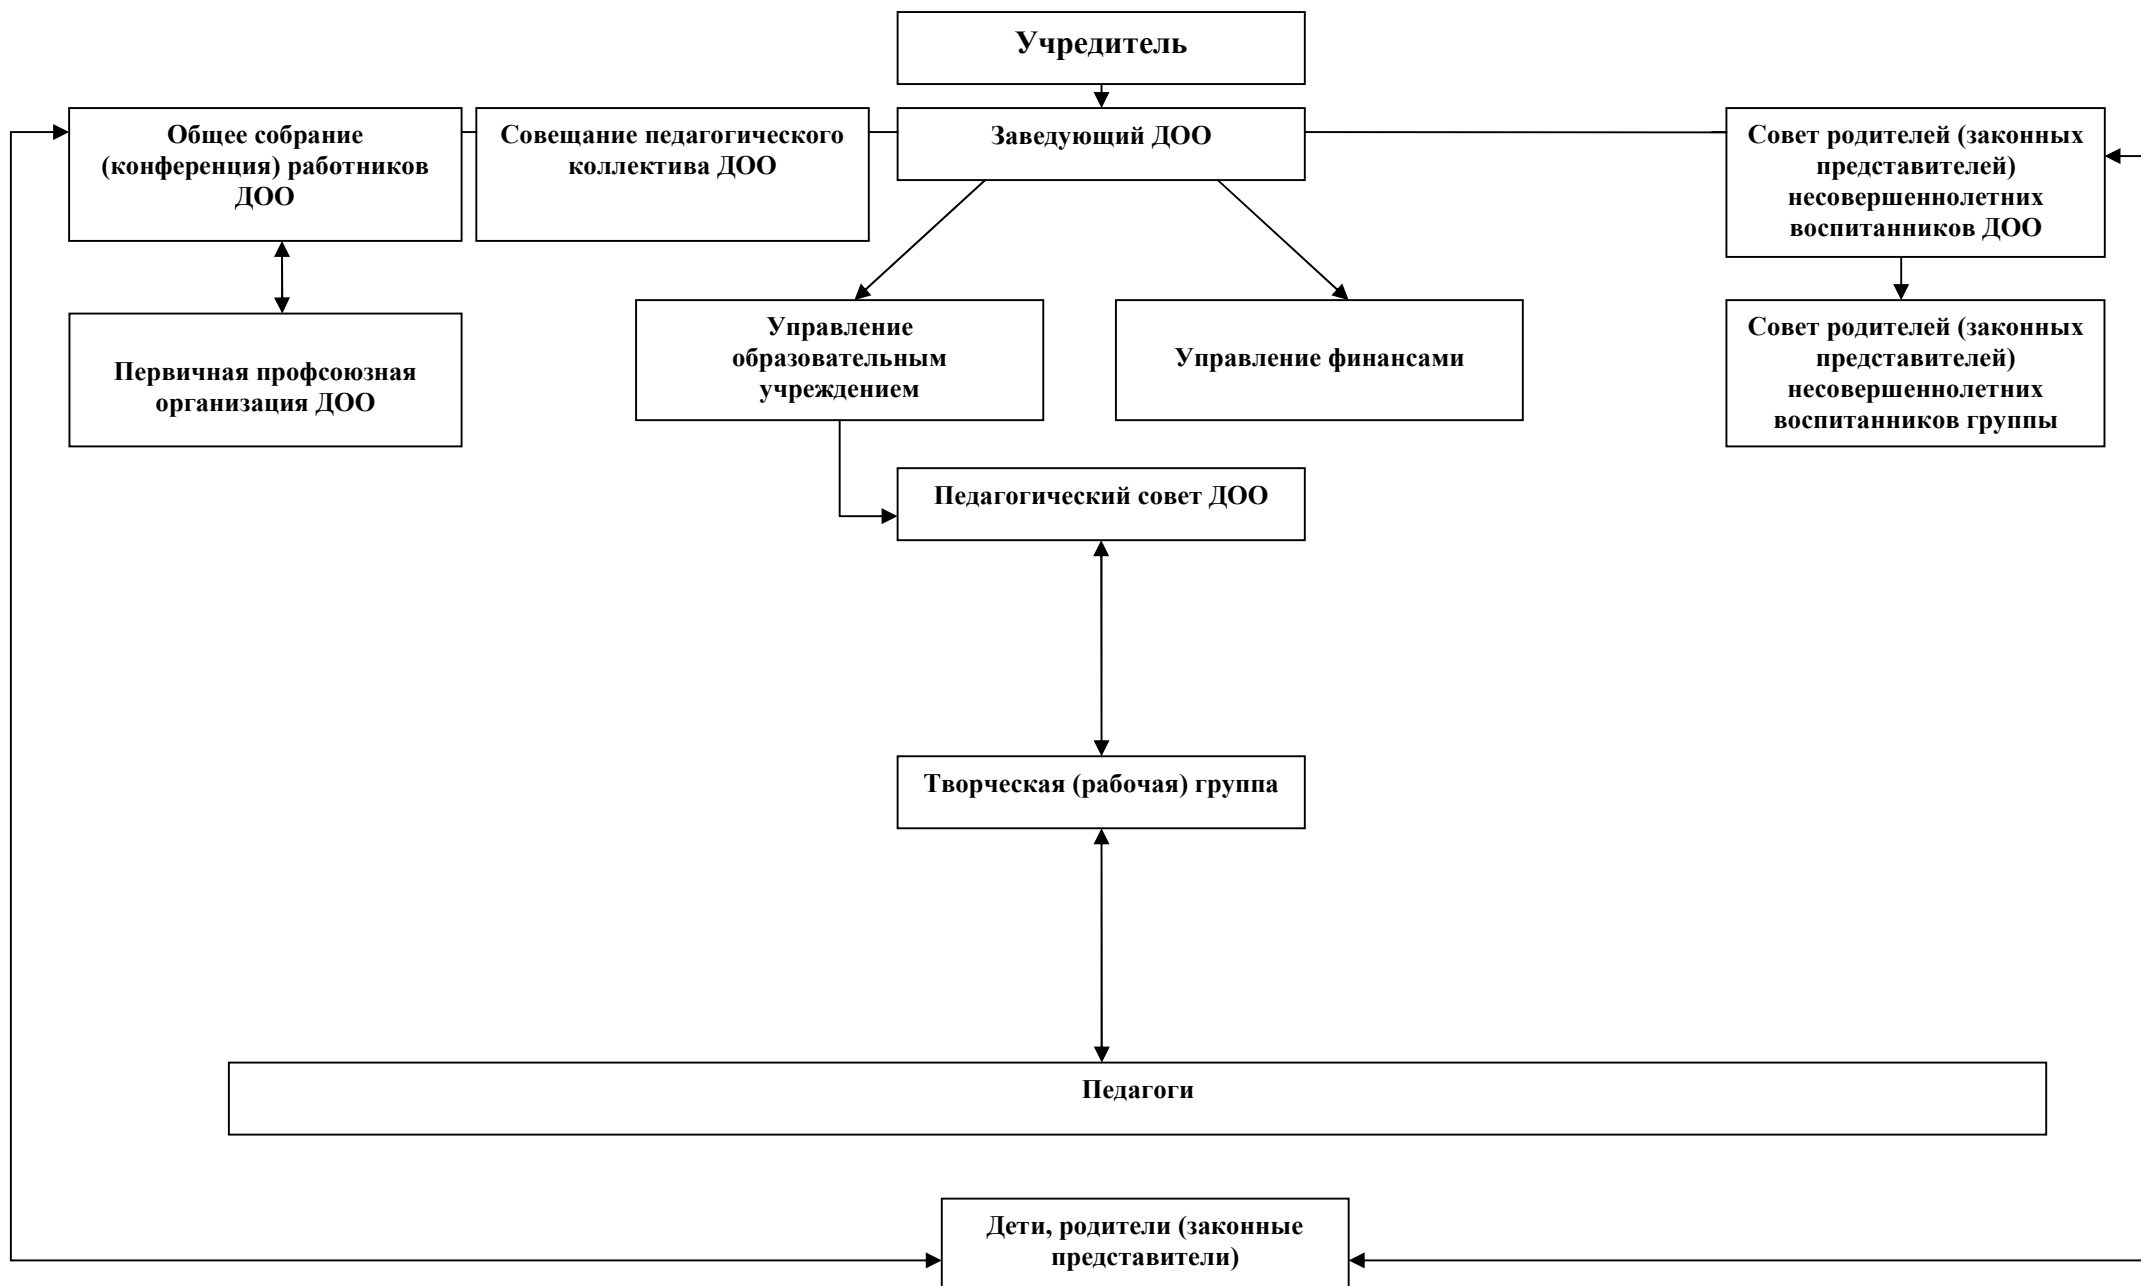 Учредитель
Общее собрание
(конференция) работников
ДОО
Совещание педагогического
коллектива ДОО
Заведующий ДОО
Совет родителей (законных
представителей)
несовершеннолетних
воспитанников ДОО
Первичная профсоюзная
организация ДОО
Управление
образовательным
учреждением
Управление финансами
Совет родителей (законных
представителей)
несовершеннолетних
воспитанников группы
Педагогический совет ДОО
Творческая (рабочая) группа
Педагоги
Дети, родители (законные
представители)